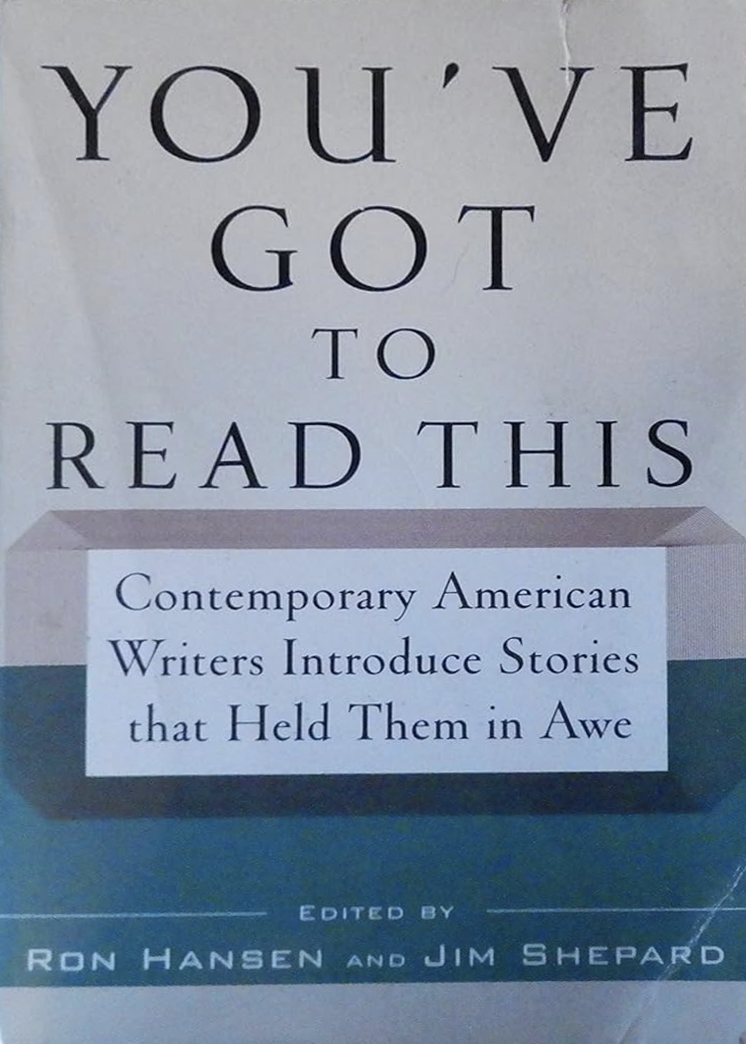 YOU'VE
GOT
TO
READ THIS
Contemporary American
Writers Introduce Stories
that Held Them in Awe
EDITED BY
RON HANSEN AND JIM SHEPARD